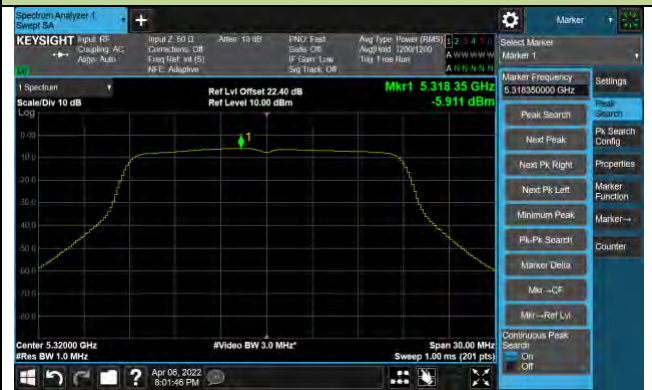 Spectrum Analyzer 1
Swept SA
Marker
KEYSIGHT
Input: RF
Coupling: AC
Align: Auto
Input Z: 50 Ω
Corrections: Off
Freq Ref: Int (S)
NFE: Adaptive
Atten: 10 dB
PNO: Fast
Gate: Off
IF Gain: Low
Sig Track: Off
Avg Type: Power (RMS)
Avg|Hold: 1200/1200
Trig: Free Run
1 2 3 4 5 6
A W W W W W
A N N N N N
Select Marker
Marker 1
1 Spectrum
Scale/Div 10 dB
Log
Ref Lvl Offset 22.40 dB
Ref Level 10.00 dBm
Mkr1 5.318 35 GHz
-5.911 dBm
Marker Frequency
5.318350000 GHz
Peak Search
Next Peak
Next Pk Right
Next Pk Left
Minimum Peak
Pk-Pk Search
Marker Delta
Mkr→CF
Mkr→Ref Lvl
Continuous Peak
Search
On
Off
Settings
Peak
Search
Pk Search
Config
Properties
Marker
Function
Marker→
Counter
0.00
-10.0
-20.0
-30.0
-40.0
-50.0
-60.0
-70.0
-80.0
1
Center 5.32000 GHz
#Res BW 1.0 MHz
#Video BW 3.0 MHz*
Span 30.00 MHz
Sweep 1.00 ms (201 pts)
Apr 06, 2022
8:01:46 PM